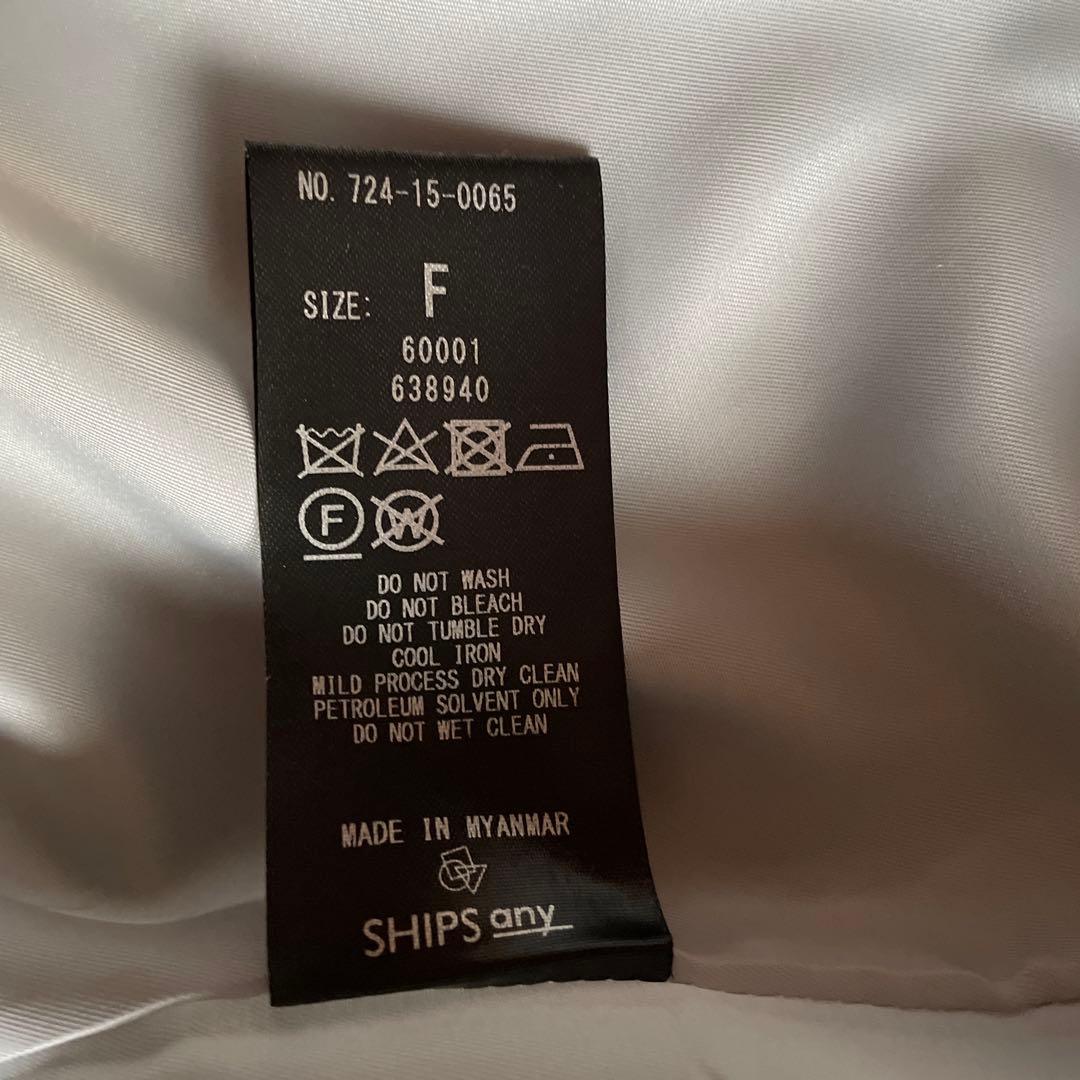 NO. 724-15-0065
SIZE: F
60001
638940
F W
DO NOT WASH
DO NOT BLEACH
DO NOT TUMBLE DRY
COOL IRON
MILD PROCESS DRY CLEAN
PETROLEUM SOLVENT ONLY
DO NOT WET CLEAN
MADE IN MYANMAR
SHIPS any